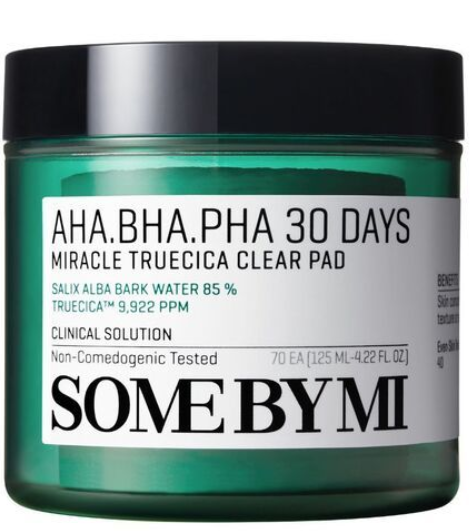 AHA.BHA.PHA 30 DAYS
MIRACLE TRUECICA CLEAR PAD
SALIX ALBA BARK WATER 85 %
TRUECICA™ 9,922 PPM
CLINICAL SOLUTION
Non-Comedogenic Tested 70 EA [125 ML-4.22 FL. OZ.]
SOME BY MI
Skin